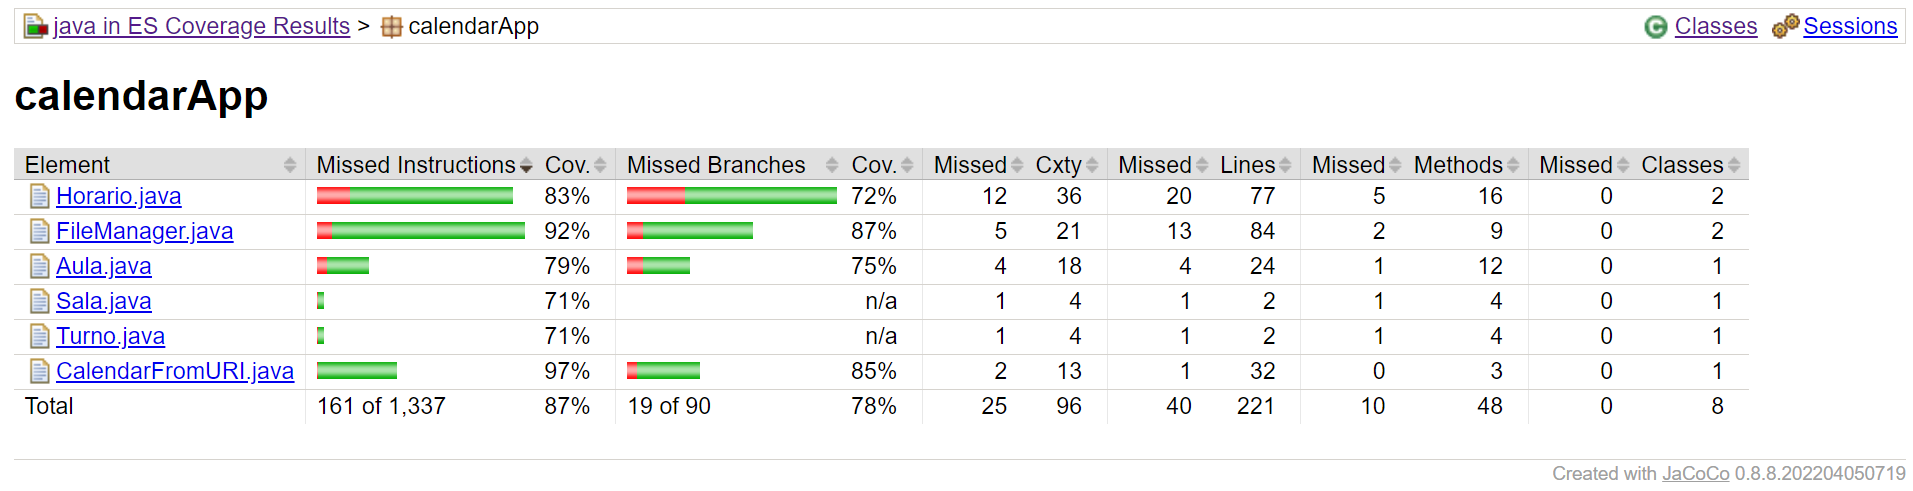 java in ES Coverage Results > calendarApp Classes Sessions
calendarApp
Element Missed Instructions Cov. Missed Branches Cov. Missed Cxty Missed Lines Missed Methods Missed Classes
Horario.java 83% 72% 12 36 20 77 5 16 0 2
FileManager.java 92% 87% 5 21 13 84 2 9 0 2
Aula.java 79% 75% 4 18 4 24 1 12 0 1
Sala.java 71% n/a 1 4 1 2 1 4 0 1
Turno.java 71% n/a 1 4 1 2 1 4 0 1
CalendarFromURI.java 97% 85% 2 13 1 32 0 3 0 1
Total 161 of 1,337 87% 19 of 90 78% 25 96 40 221 10 48 0 8
Created with JaCoCo 0.8.8.202204050719